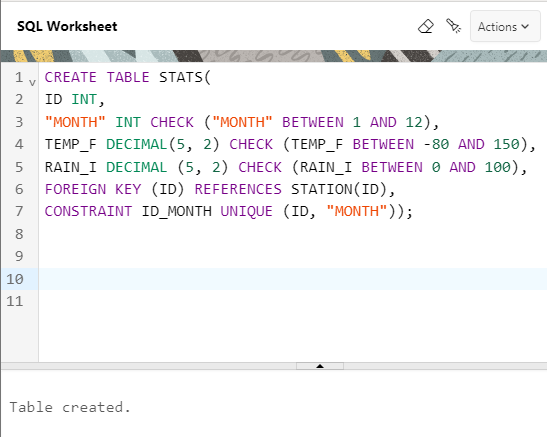 SQL Worksheet
Actions
1 CREATE TABLE STATS(
2 ID INT,
3 "MONTH" INT CHECK ("MONTH" BETWEEN 1 AND 12),
4 TEMP_F DECIMAL(5, 2) CHECK (TEMP_F BETWEEN -80 AND 150),
5 RAIN_I DECIMAL (5, 2) CHECK (RAIN_I BETWEEN 0 AND 100),
6 FOREIGN KEY (ID) REFERENCES STATION(ID),
7 CONSTRAINT ID_MONTH UNIQUE (ID, "MONTH"));
8
9
10
11
Table created.